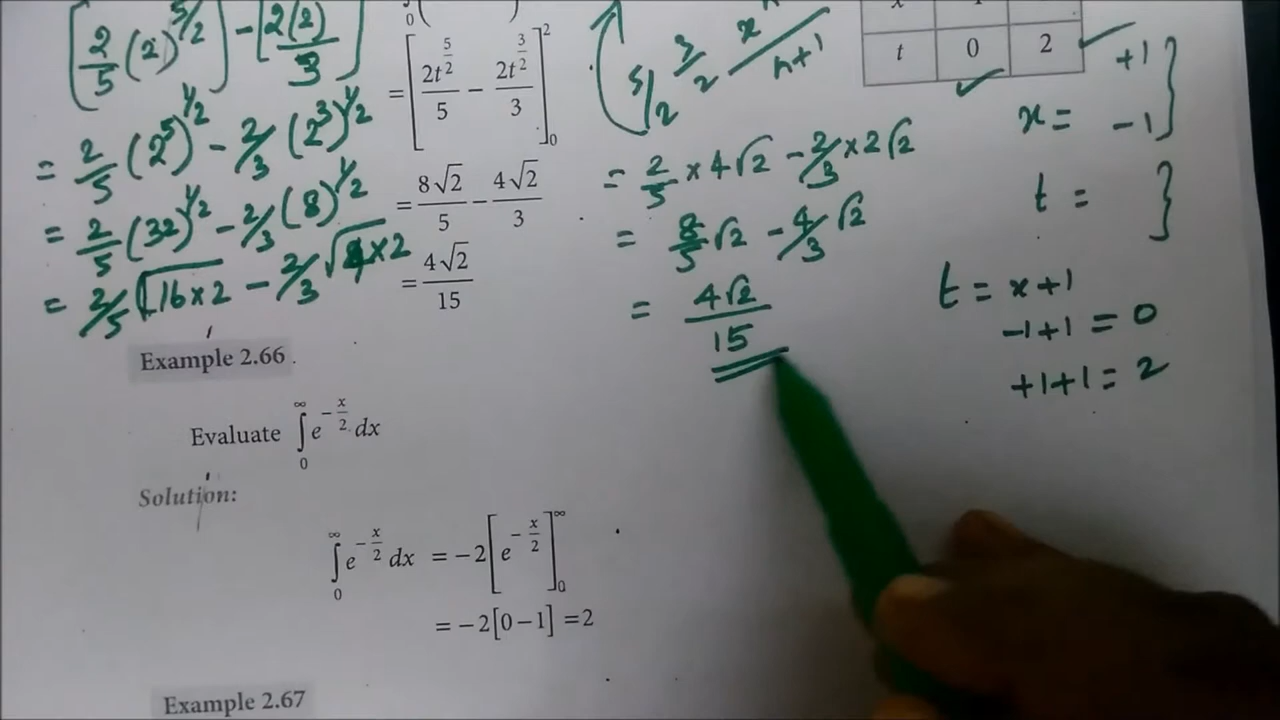 [2/5 (2)^5/2] − [2(2)/3]
= 2/5 (2^5)^1/2 − 2/3 (2^3)^1/2
= 2/5 (32)^1/2 − 2/3 (8)^1/2
= 2/5 √16×2 − 2/3 √4×2
= [2t^5/2 / 5 − 2t^3/2 / 3]_0^2
= 8√2/5 − 4√2/3
= 4√2/15
5/2 3/2 x^n/n+1
= 2/5 × 4√2 − 2/3 × 2√2
= 8/5 √2 − 4/3 √2
= 4√2/15
t 0 2
x = +1
−1
t =
t = x+1
−1+1 = 0
+1+1 = 2
Example 2.66
Evaluate ∫_0^∞ e^−x/2 dx
Solution:
∫_0^∞ e^−x/2 dx = −2[e^−x/2]_0^∞
= −2[0−1] =2
Example 2.67